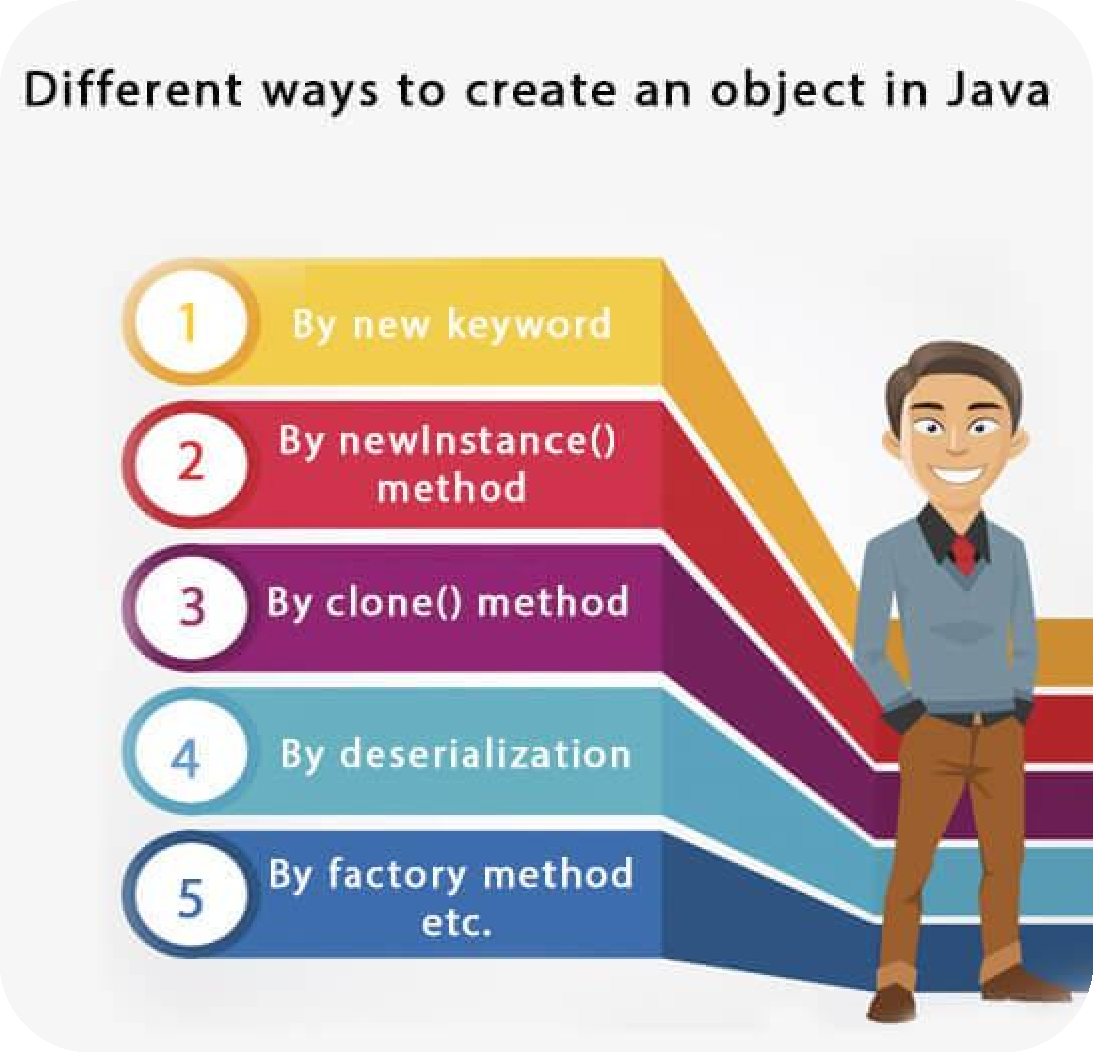 Different ways to create an object in Java
1
By new keyword
2
By newInstance()
method
3
By clone() method
4
By deserialization
5
By factory method
etc.